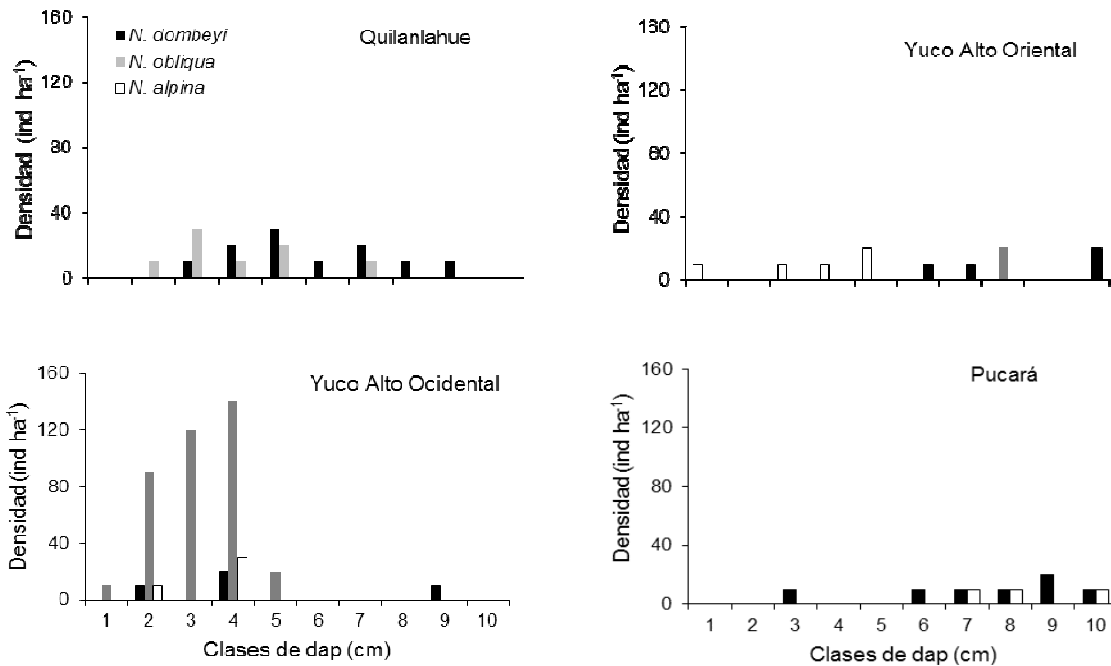 Quilanlahue
N. dombeyi
N. obliqua
N. alpina
Densidad (ind ha⁻¹)
160
120
80
40
0
Yuco Alto Oriental
Densidad (ind ha⁻¹)
160
120
80
40
0
Yuco Alto Ocidental
Densidad (ind ha⁻¹)
160
120
80
40
0
1 2 3 4 5 6 7 8 9 10
Clases de dap (cm)
Pucará
Densidad (ind ha⁻¹)
160
120
80
40
0
1 2 3 4 5 6 7 8 9 10
Clases de dap (cm)